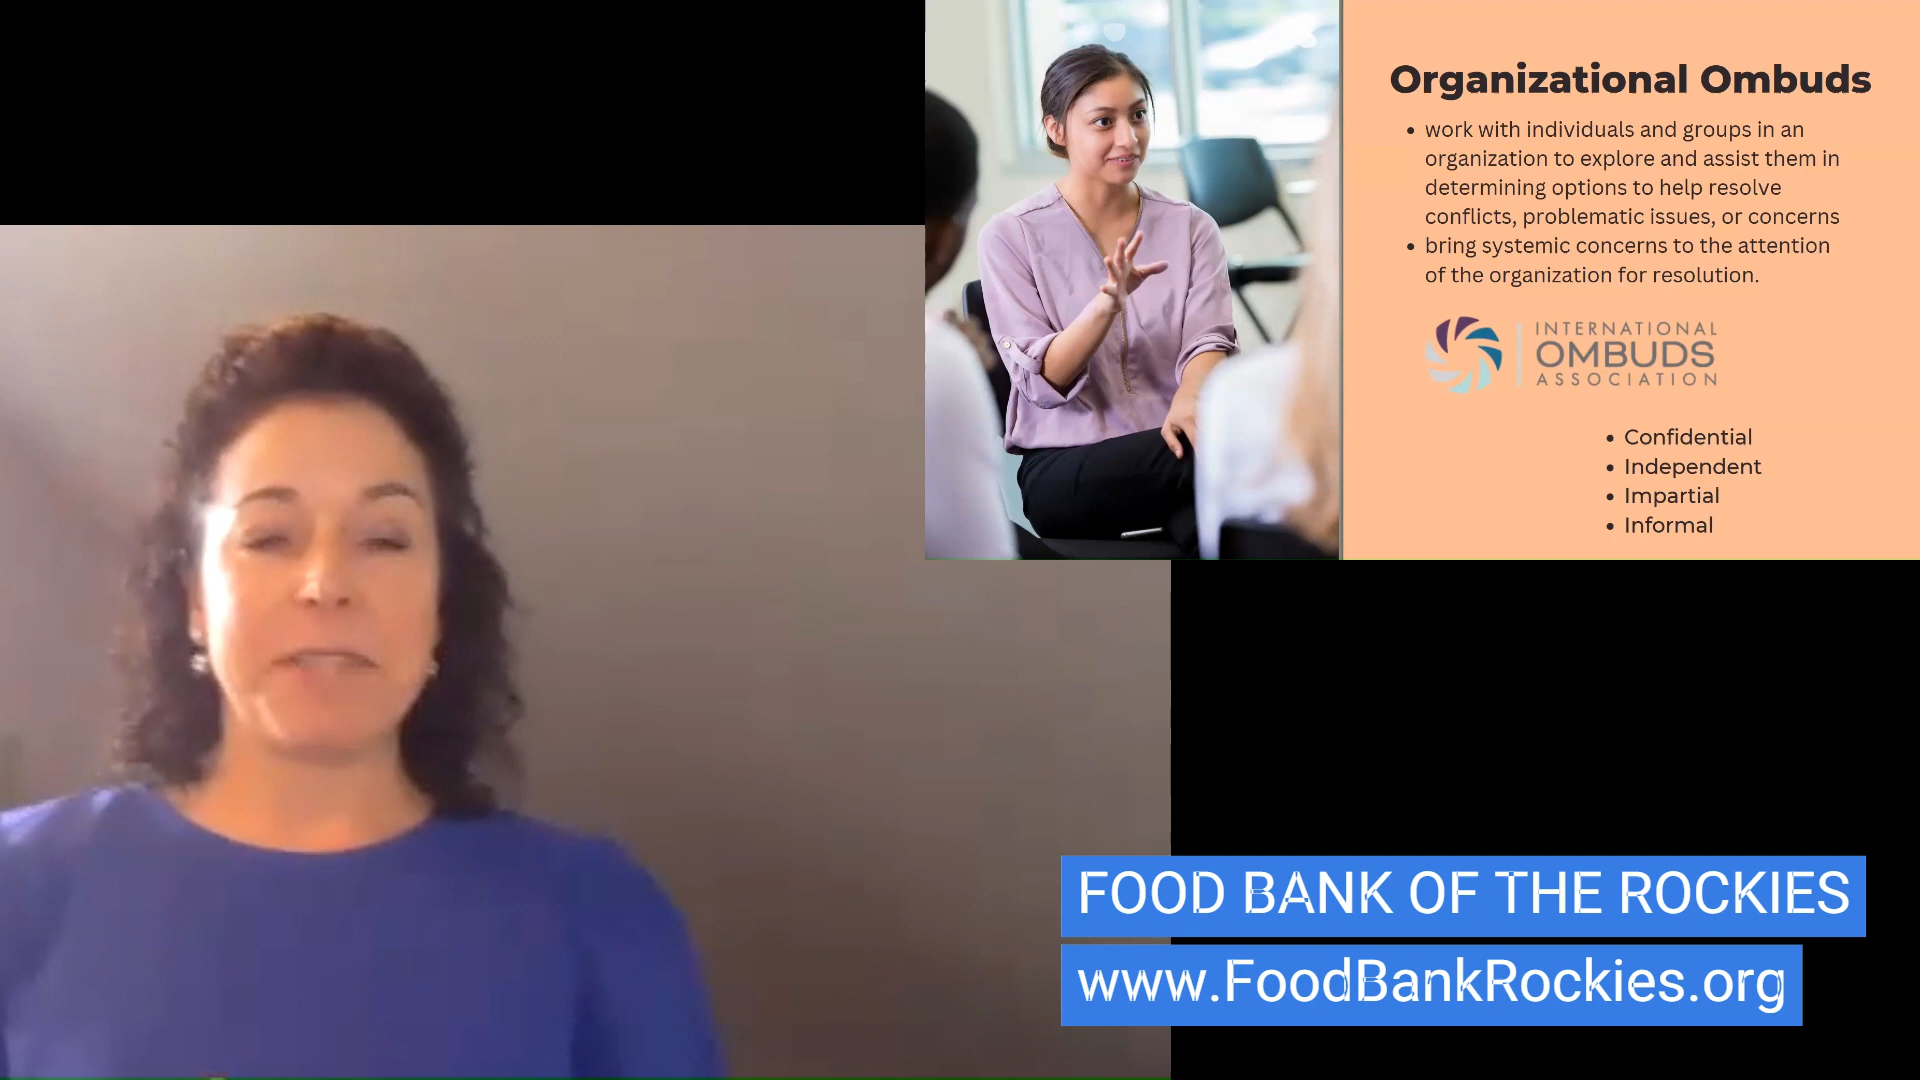 Organizational Ombuds
• work with individuals and groups in an
organization to explore and assist them in
determining options to help resolve
conflicts, problematic issues, or concerns
• bring systemic concerns to the attention
of the organization for resolution.
INTERNATIONAL
OMBUDS
ASSOCIATION
• Confidential
• Independent
• Impartial
• Informal
FOOD BANK OF THE ROCKIES
www.FoodBankRockies.org